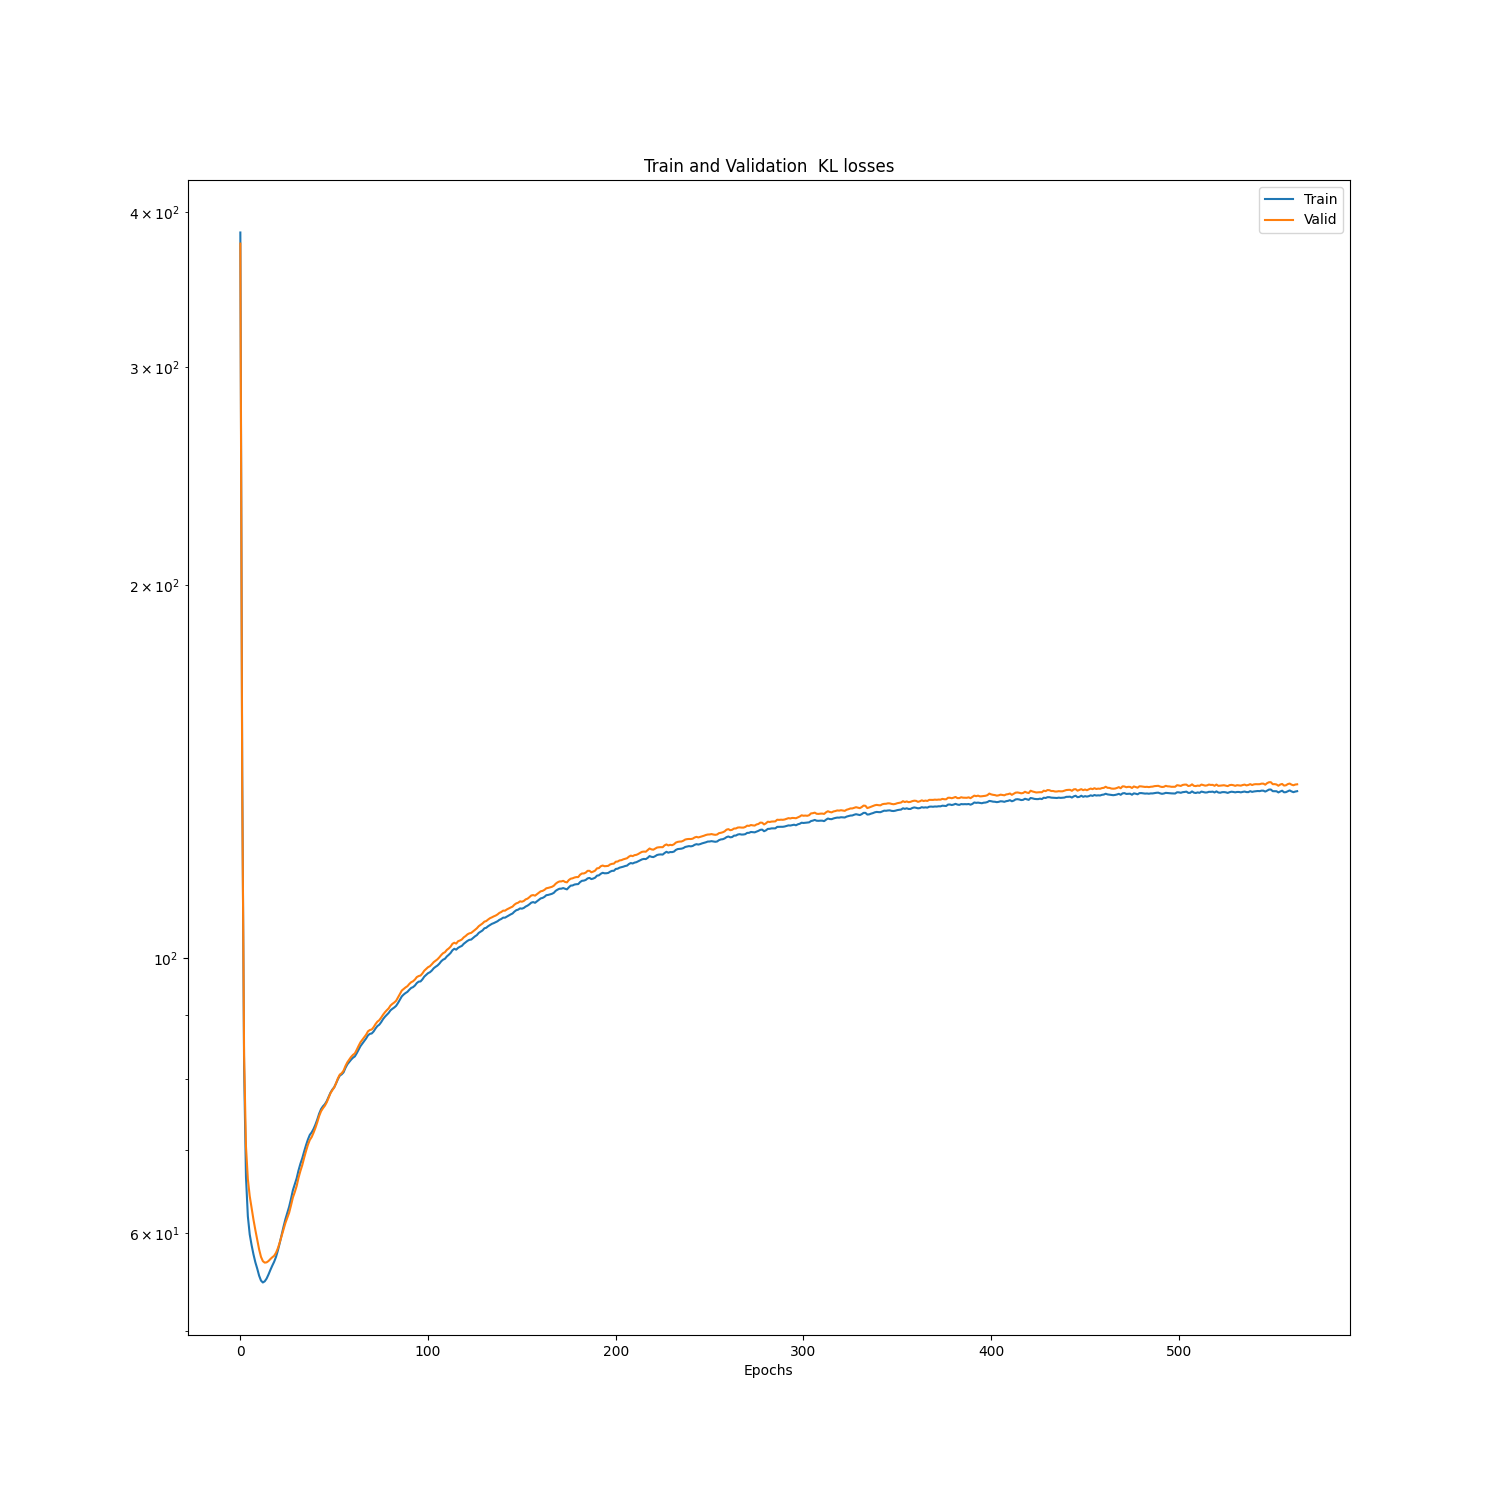 Train and Validation  KL losses
Train
Valid
4 × 10²
3 × 10²
2 × 10²
10²
6 × 10¹
0 100 200 300 400 500
Epochs